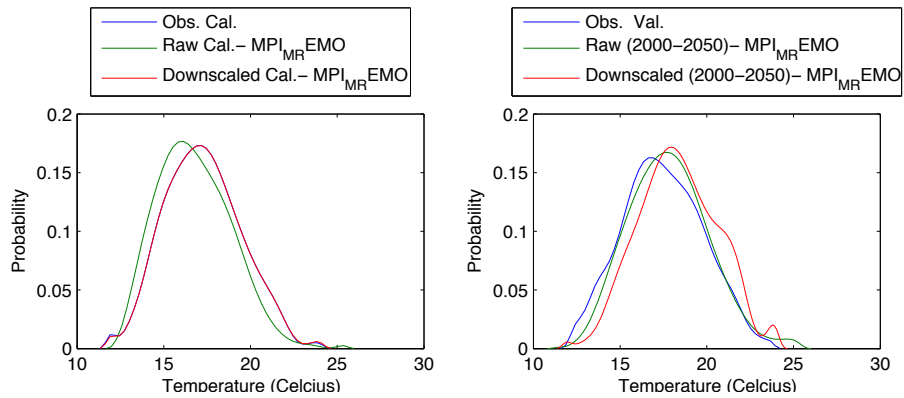 Obs. Cal.
Raw Cal.− MPI_MR EMO
Downscaled Cal.− MPI_MR EMO
0.2
0.15
0.1
0.05
0
Probability
10 15 20 25 30
Temperature (Celcius)
Obs. Val.
Raw (2000−2050)− MPI_MR EMO
Downscaled (2000−2050)− MPI_MR EMO
0.2
0.15
0.1
0.05
0
Probability
10 15 20 25 30
Temperature (Celcius)